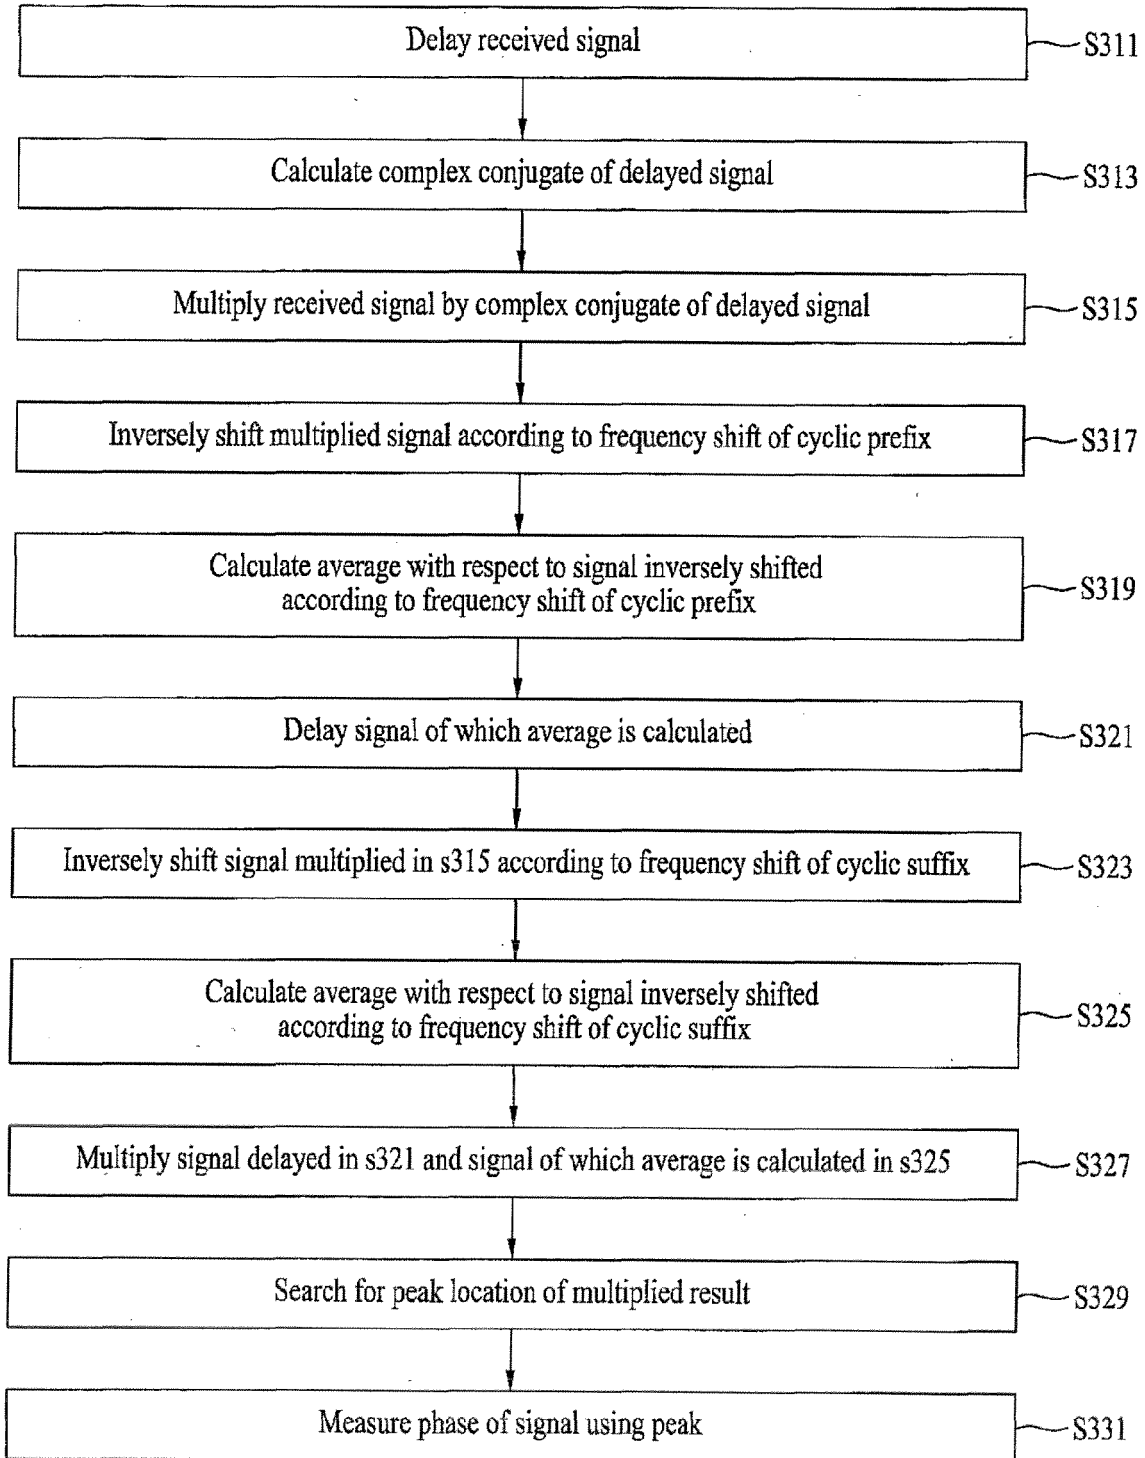 Delay received signal
S311
Calculate complex conjugate of delayed signal
S313
Multiply received signal by complex conjugate of delayed signal
S315
Inversely shift multiplied signal according to frequency shift of cyclic prefix
S317
Calculate average with respect to signal inversely shifted
according to frequency shift of cyclic prefix
S319
Delay signal of which average is calculated
S321
Inversely shift signal multiplied in s315 according to frequency shift of cyclic suffix
S323
Calculate average with respect to signal inversely shifted
according to frequency shift of cyclic suffix
S325
Multiply signal delayed in s321 and signal of which average is calculated in s325
S327
Search for peak location of multiplied result
S329
Measure phase of signal using peak
S331